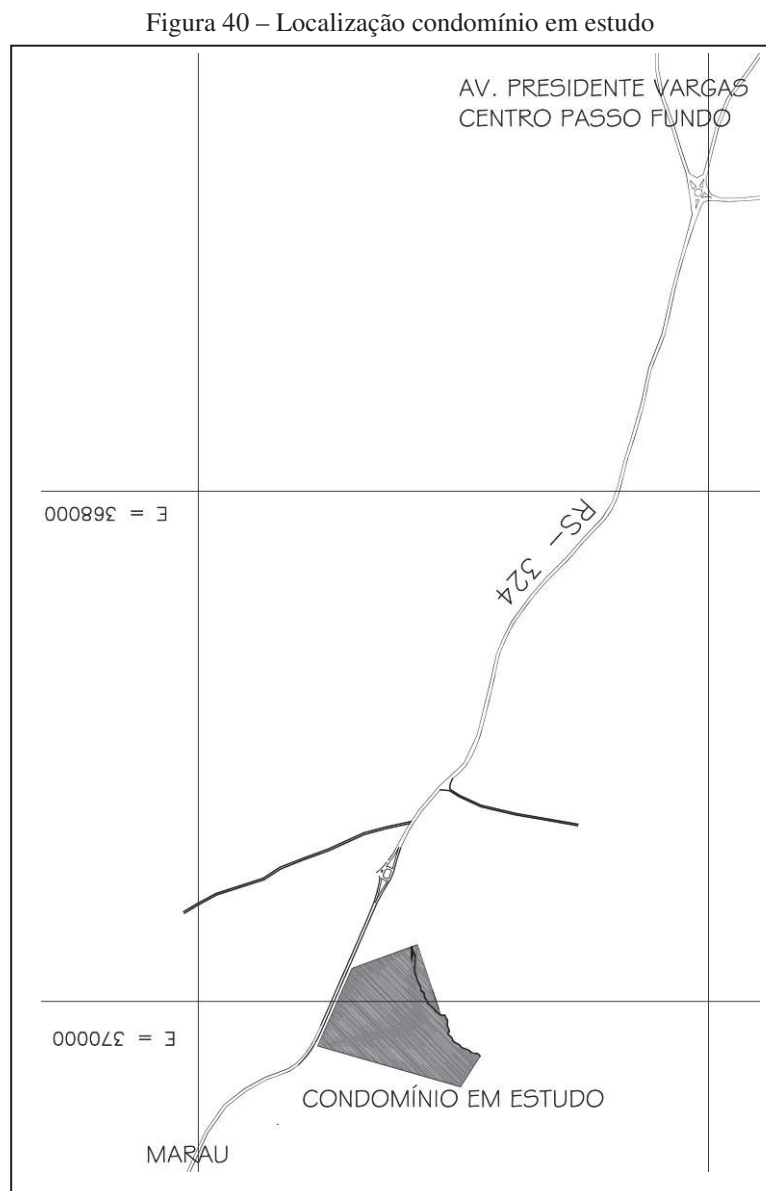 Figura 40 – Localização condomínio em estudo
AV. PRESIDENTE VARGAS
CENTRO PASSO FUNDO
E = 368000
RS- 324
E = 370000
CONDOMÍNIO EM ESTUDO
MARAU